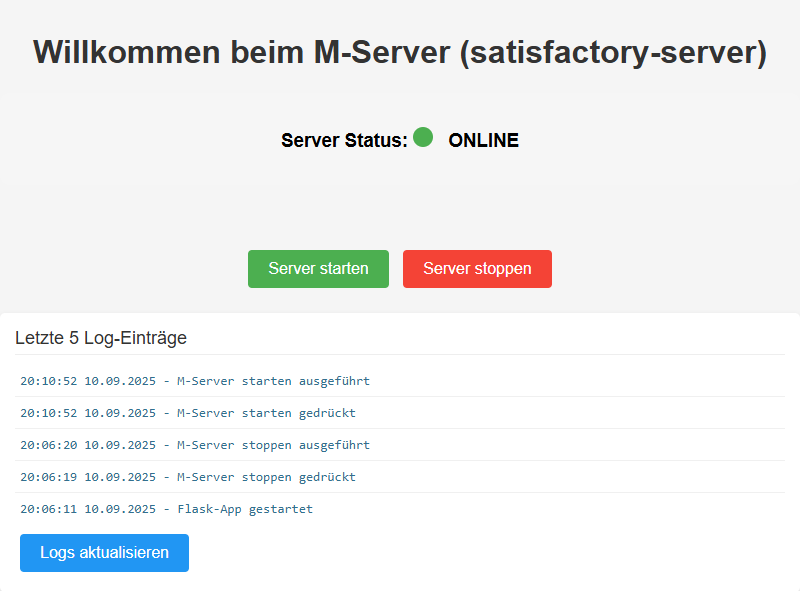 Willkommen beim M-Server (satisfactory-server)
Server Status: ONLINE
Server starten Server stoppen
Letzte 5 Log-Einträge
20:10:52 10.09.2025 - M-Server starten ausgeführt
20:10:52 10.09.2025 - M-Server starten gedrückt
20:06:20 10.09.2025 - M-Server stoppen ausgeführt
20:06:19 10.09.2025 - M-Server stoppen gedrückt
20:06:11 10.09.2025 - Flask-App gestartet
Logs aktualisieren